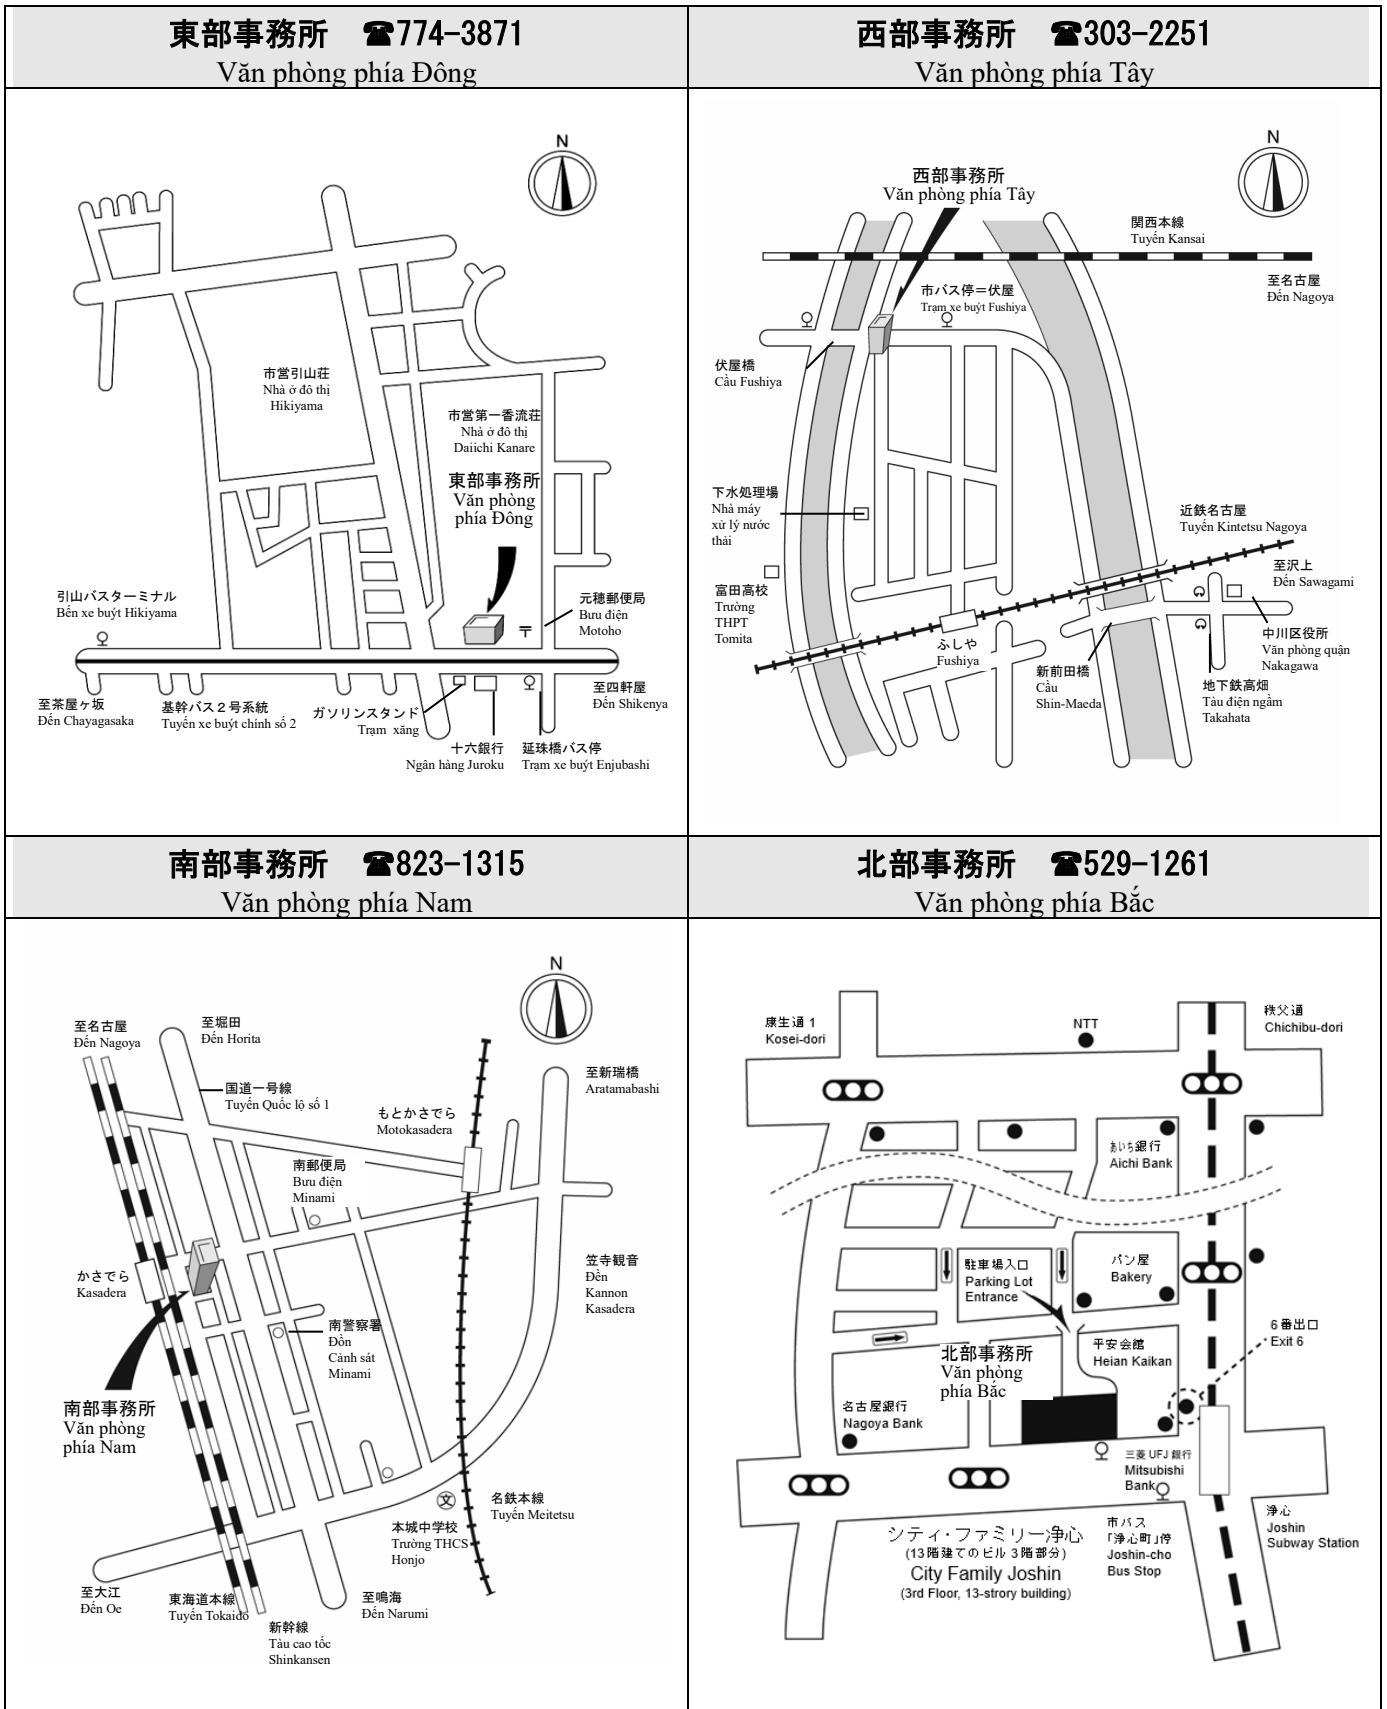 東部事務所 ☎774-3871
Văn phòng phía Đông
N
市営引山荘
Nhà ở đô thị
Hikiyama
市営第一香流荘
Nhà ở đô thị
Daiichi Kanare
東部事務所
Văn phòng
phía Đông
引山バスターミナル
Bến xe buýt Hikiyama
元穂郵便局
Bưu điện
Motoho
〒
至茶屋ヶ坂
Đến Chayagasaka
基幹バス２号系統
Tuyến xe buýt chính số 2
ガソリンスタンド
Trạm xăng
至四軒屋
Đến Shikenya
十六銀行
Ngân hàng Juroku
延珠橋バス停
Trạm xe buýt Enjubashi
西部事務所 ☎303-2251
Văn phòng phía Tây
N
西部事務所
Văn phòng phía Tây
関西本線
Tuyến Kansai
至名古屋
Đến Nagoya
市バス停＝伏屋
Trạm xe buýt Fushiya
伏屋橋
Cầu Fushiya
下水処理場
Nhà máy
xử lý nước
thải
近鉄名古屋
Tuyến Kintetsu Nagoya
至沢上
Đến Sawagami
富田高校
Trường
THPT
Tomita
ふしや
Fushiya
新前田橋
Cầu
Shin-Maeda
中川区役所
Văn phòng quận
Nakagawa
地下鉄高畑
Tàu điện ngầm
Takahata
南部事務所 ☎823-1315
Văn phòng phía Nam
N
至名古屋
Đến Nagoya
至堀田
Đến Horita
国道一号線
Tuyến Quốc lộ số 1
もとかさでら
Motokasadera
至新瑞橋
Aratamabashi
南郵便局
Bưu điện
Minami
かさでら
Kasadera
笠寺観音
Đền
Kannon
Kasadera
南警察署
Đồn
Cảnh sát
Minami
南部事務所
Văn phòng
phía Nam
文
名鉄本線
Tuyến Meitetsu
本城中学校
Trường THCS
Honjo
至大江
Đến Oe
東海道本線
Tuyến Tokaido
至鳴海
Đến Narumi
新幹線
Tàu cao tốc
Shinkansen
北部事務所 ☎529-1261
Văn phòng phía Bắc
康生通 1
Kosei-dori
NTT
秩父通
Chichibu-dori
あいち銀行
Aichi Bank
駐車場入口
Parking Lot
Entrance
パン屋
Bakery
6番出口
Exit 6
北部事務所
Văn phòng
phía Bắc
平安会館
Heian Kaikan
名古屋銀行
Nagoya Bank
三菱 UFJ 銀行
Mitsubishi
Bank
浄心
Joshin
Subway Station
市バス
「浄心町」停
Joshin-cho
Bus Stop
シティ・ファミリー浄心
(13階建てのビル 3階部分)
City Family Joshin
(3rd Floor, 13-strory building)